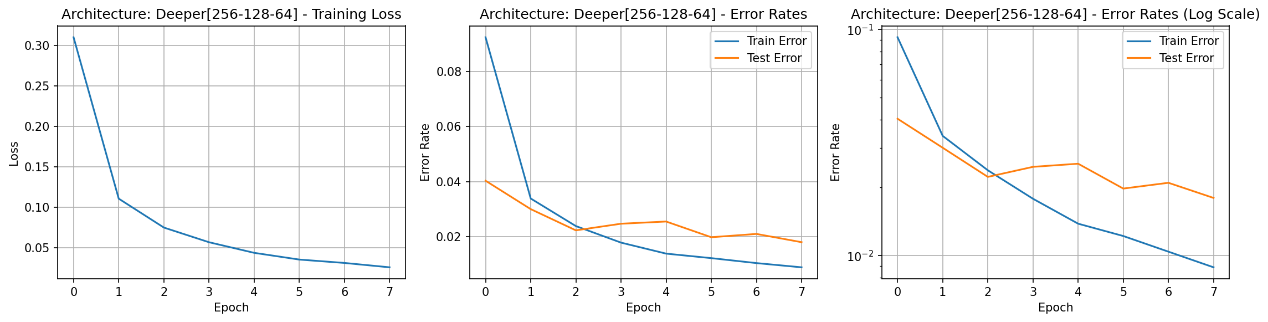 Architecture: Deeper[256-128-64] - Training Loss
0.30
0.25
0.20
0.15
0.10
0.05
Loss
0 1 2 3 4 5 6 7
Epoch
Architecture: Deeper[256-128-64] - Error Rates
Train Error
Test Error
0.08
0.06
0.04
0.02
Error Rate
0 1 2 3 4 5 6 7
Epoch
Architecture: Deeper[256-128-64] - Error Rates (Log Scale)
Train Error
Test Error
10⁻¹
10⁻²
Error Rate
0 1 2 3 4 5 6 7
Epoch